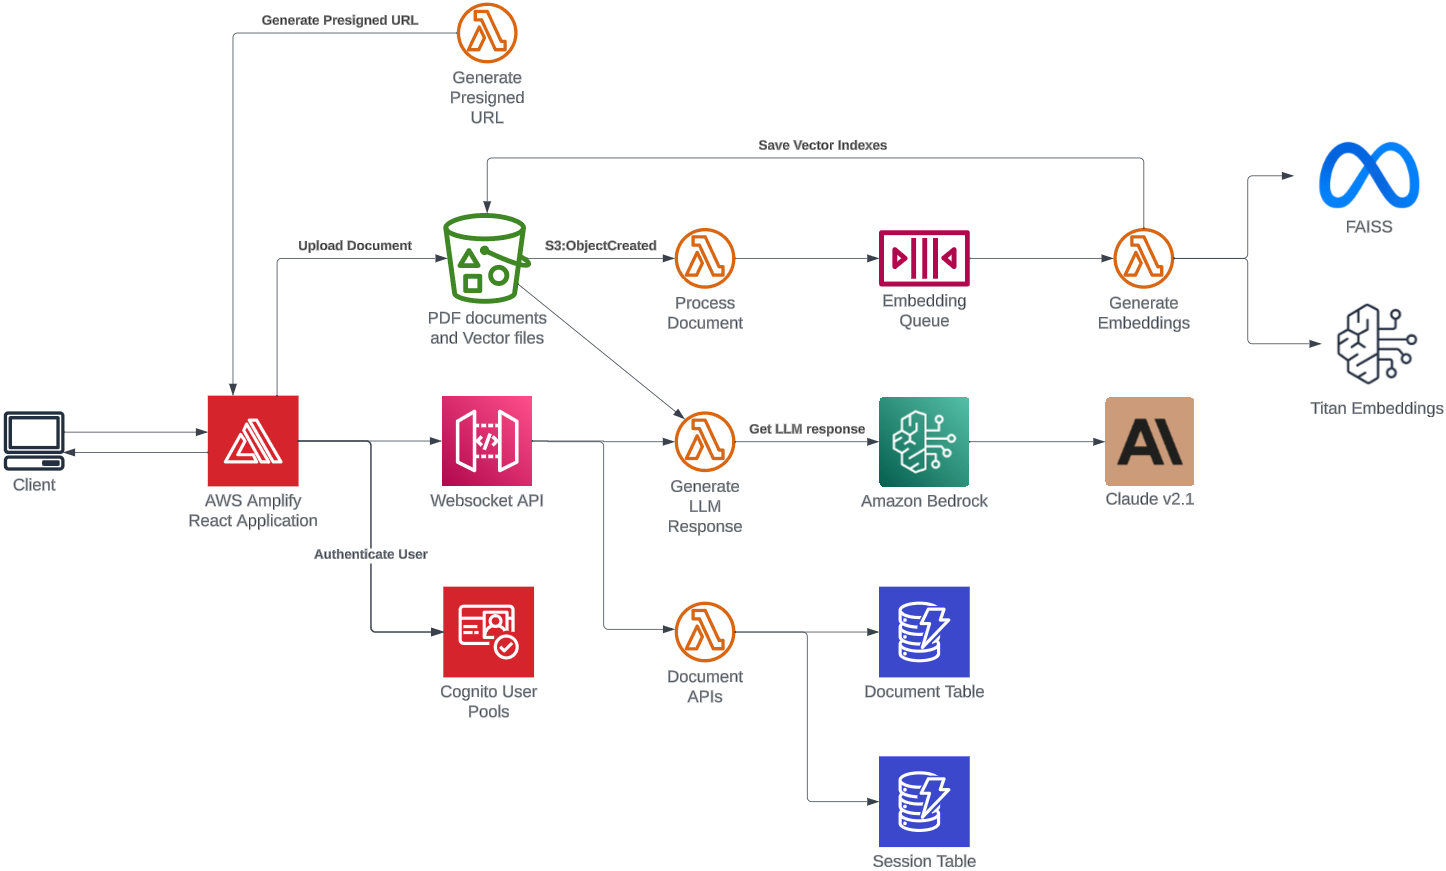 Generate Presigned URL
Generate
Presigned
URL
Save Vector Indexes
FAISS
Upload Document
S3:ObjectCreated
PDF documents
and Vector files
Process
Document
Embedding
Queue
Generate
Embeddings
Titan Embeddings
Client
AWS Amplify
React Application
Websocket API
Get LLM response
Generate
LLM
Response
Amazon Bedrock
Claude v2.1
Authenticate User
Cognito User
Pools
Document
APIs
Document Table
Session Table